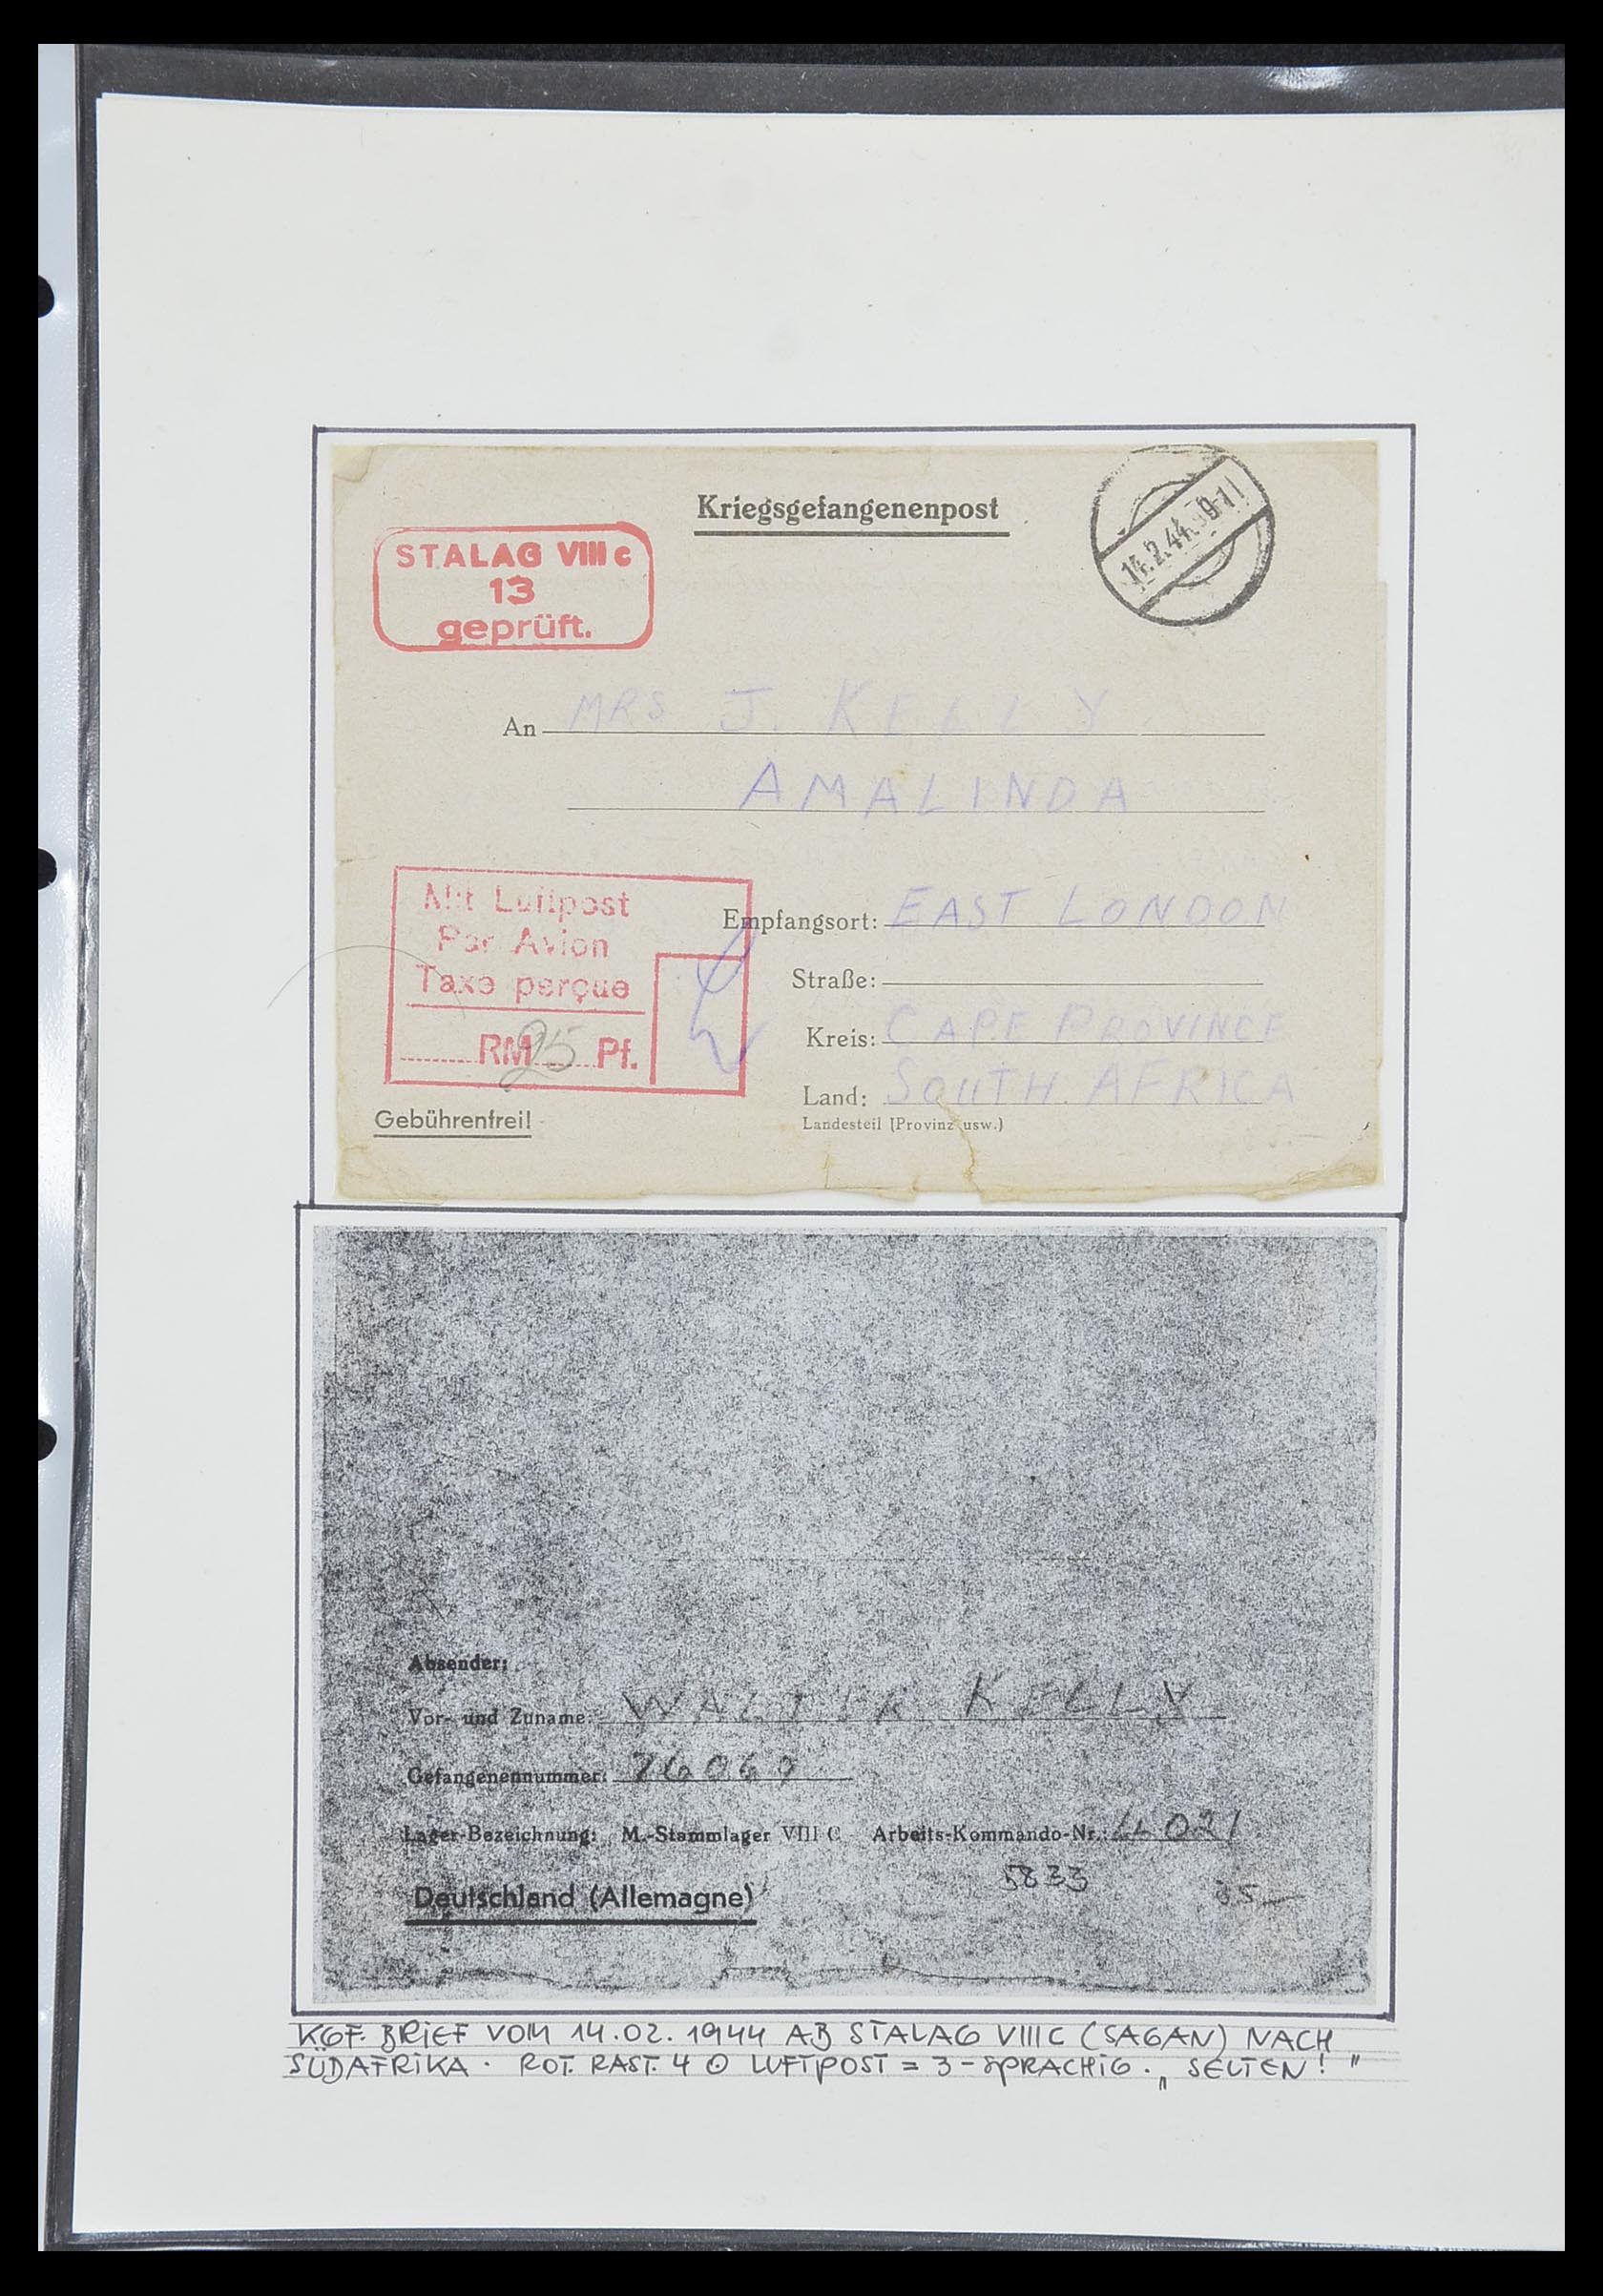 Kriegsgefangenenpost
14.2.44
STALAG VIII c
13
geprüft.
An MRS J. KELLY
AMALINDA
Mit Luftpost
Par Avion
Taxe perçue
RM 95 Pf.
Empfangsort: EAST LONDON
Straße:
Kreis: CAPE PROVINCE
Land: SOUTH AFRICA
Landesteil (Provinz usw.)
Gebührenfrei!
Absender:
Vor- und Zuname: WALTER KELLY
Gefangenennummer:
Lager-Bezeichnung: M.-Stammlager VIII C Arbeits-Kommando-Nr.:
5833
Deutschland (Allemagne)
KGF. BRIEF VOM 14.02.1944 AB STALAG VIIIC (SAGAN) NACH
SÜDAFRIKA. ROT. RAST. 4 ⊙ LUFTPOST = 3-SPRACHIG. „SELTEN!"